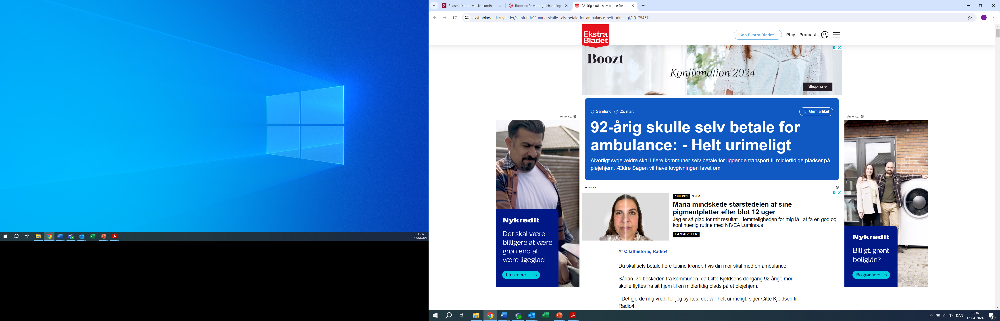 Statsministeren varsler sundhed
Rapport: En værdig behandling
92-årig skulle selv betale for am
ekstrabladet.dk/nyheder/samfund/92-aarig-skulle-selv-betale-for-ambulance-helt-urimeligt/10175457
m
Ekstra
Bladet
Køb Ekstra Bladet+
Play
Podcast
Boozt
Konfirmation 2024
Shop nu →
Samfund
25. mar.
Gem artikel
92-årig skulle selv betale for
ambulance: - Helt urimeligt
Alvorligt syge ældre skal i flere kommuner selv betale for liggende transport til midlertidige pladser på
plejehjem. Ældre Sagen vil have lovgivningen lavet om
Annonce:
Nykredit
Det skal være
billigere at være
grøn end at
være ligeglad
Læs mere →
Annonce:
Nykredit
Billigt, grønt
boliglån?
Bo grønnere →
Annonce:
ANNONCE NIVEA
Maria mindskede størstedelen af sine
pigmentpletter efter blot 12 uger
Jeg er så glad for mit resultat. Hemmeligheden for mig lå i at få en god og
kontinuerlig rutine med NIVEA Luminous
LÆS MERE HER
Af Citathistorie, Radio4
Du skal selv betale flere tusind kroner, hvis din mor skal med en ambulance.
Sådan lød beskeden fra kommunen, da Gitte Kjeldsens dengang 92-årige mor
skulle flyttes fra sit hjem til en midlertidig plads på et plejehjem.
- Det gjorde mig vred, for jeg syntes, det var helt urimeligt, siger Gitte Kjeldsen til
Radio4.
13:36
12-04-2024
DAN
13:36
12-04-2024
21